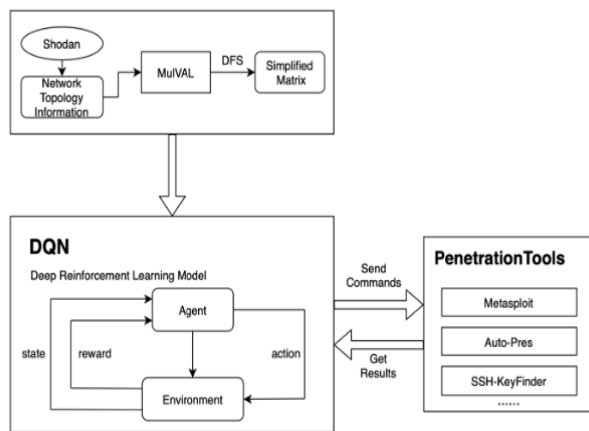 Shodan
Network
Topology
Information
MulVAL
DFS
Simplified
Matrix
DQN
Deep Reinforcement Learning Model
Agent
state
reward
action
Environment
Send
Commands
Get
Results
PenetrationTools
Metasploit
Auto-Pres
SSH-KeyFinder
......